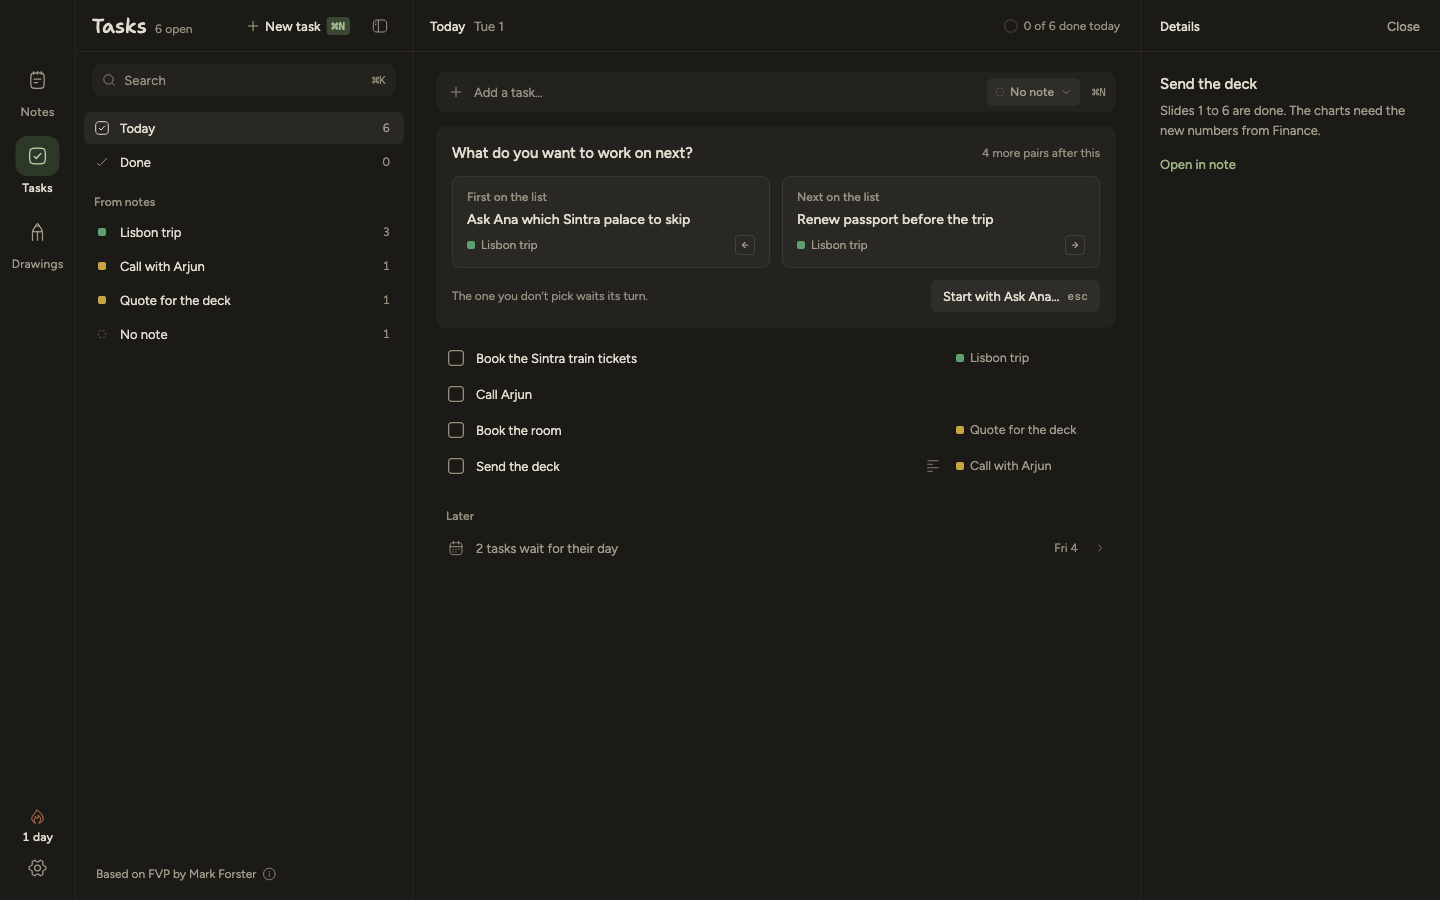 Tasks 6 open
New task ⌘N
Search ⌘K
Today 6
Done 0
From notes
Lisbon trip 3
Call with Arjun 1
Quote for the deck 1
No note 1
Notes
Tasks
Drawings
1 day
Based on FVP by Mark Forster
Today Tue 1
0 of 6 done today
Add a task... No note ⌘N
What do you want to work on next? 4 more pairs after this
First on the list
Ask Ana which Sintra palace to skip
Lisbon trip
Next on the list
Renew passport before the trip
Lisbon trip
The one you don't pick waits its turn. Start with Ask Ana... esc
Book the Sintra train tickets Lisbon trip
Call Arjun
Book the room Quote for the deck
Send the deck Call with Arjun
Later
2 tasks wait for their day Fri 4
Details Close
Send the deck
Slides 1 to 6 are done. The charts need the
new numbers from Finance.
Open in note